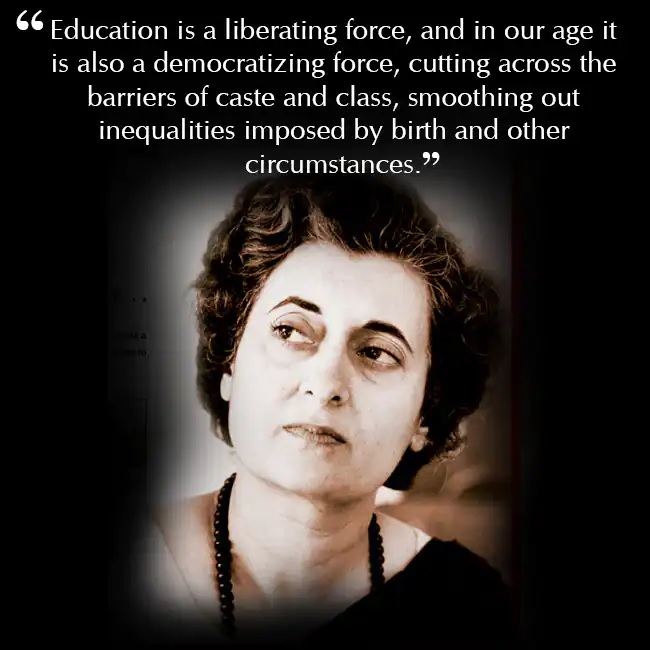 “ Education is a liberating force, and in our age it
is also a democratizing force, cutting across the
barriers of caste and class, smoothing out
inequalities imposed by birth and other
circumstances.”